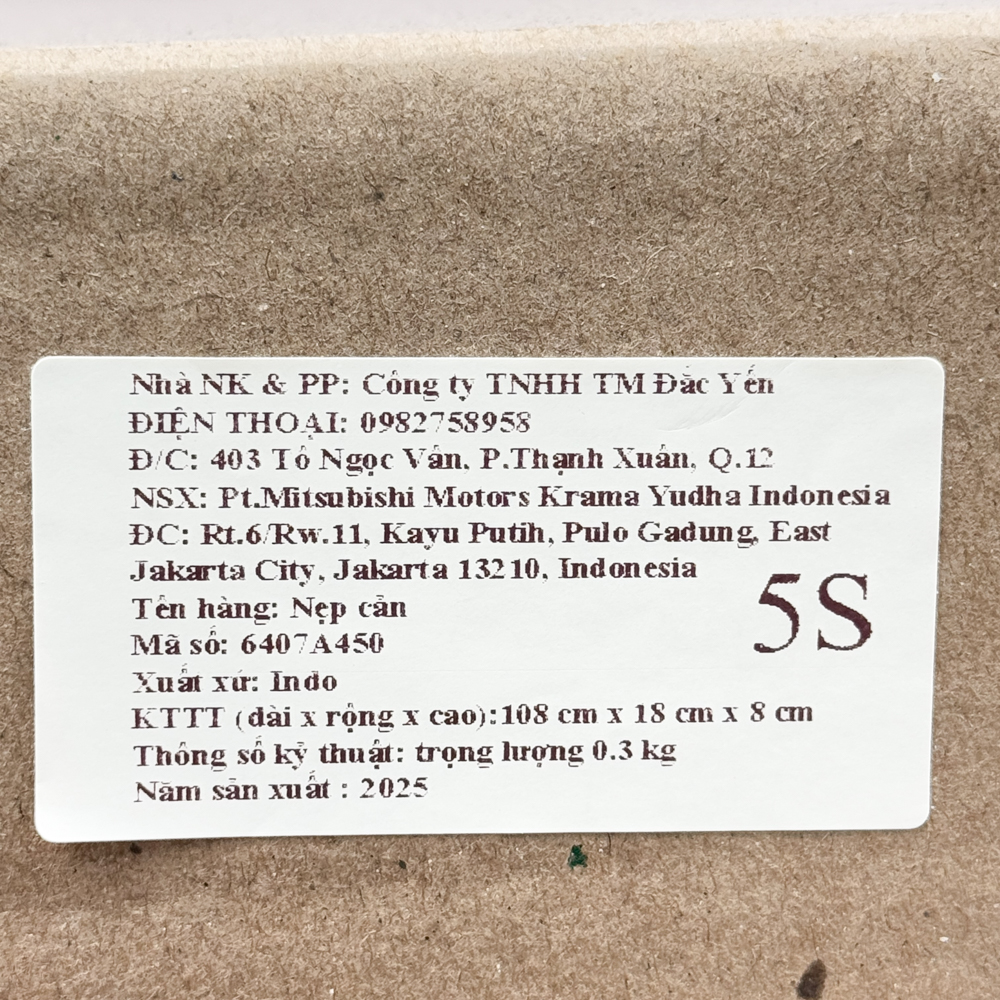 Nhà NK & PP: Công ty TNHH TM Đắc Yến
ĐIỆN THOẠI: 0982758958
Đ/C: 403 Tô Ngọc Vân, P.Thạnh Xuân, Q.12
NSX: Pt.Mitsubishi Motors Krama Yudha Indonesia
ĐC: Rt.6/Rw.11, Kayu Putih, Pulo Gadung, East
Jakarta City, Jakarta 13210, Indonesia
Tên hàng: Nẹp cản
Mã số: 6407A450
5S
Xuất xứ: Indo
KTTT (dài x rộng x cao):108 cm x 18 cm x 8 cm
Thông số kỹ thuật: trọng lượng 0.3 kg
Năm sản xuất : 2025